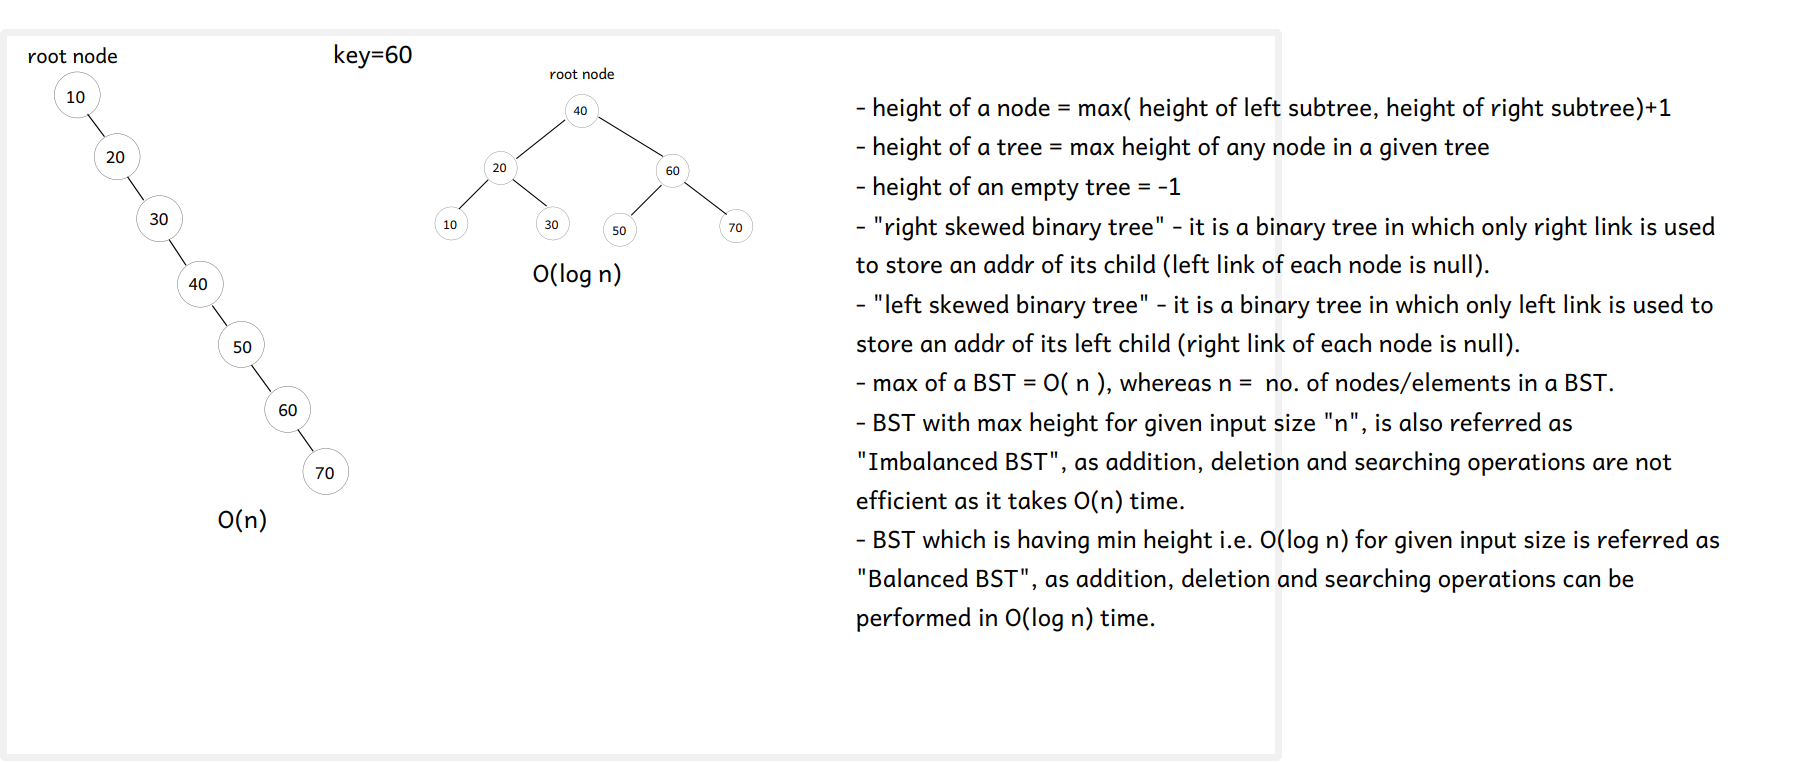 root node
key=60
10
20
30
40
50
60
70
O(n)
root node
40
20
60
10
30
50
70
O(log n)
- height of a node = max( height of left subtree, height of right subtree)+1
- height of a tree = max height of any node in a given tree
- height of an empty tree = -1
- "right skewed binary tree" - it is a binary tree in which only right link is used
to store an addr of its child (left link of each node is null).
- "left skewed binary tree" - it is a binary tree in which only left link is used to
store an addr of its left child (right link of each node is null).
- max of a BST = O( n ), whereas n =  no. of nodes/elements in a BST.
- BST with max height for given input size "n", is also referred as
"Imbalanced BST", as addition, deletion and searching operations are not
efficient as it takes O(n) time.
- BST which is having min height i.e. O(log n) for given input size is referred as
"Balanced BST", as addition, deletion and searching operations can be
performed in O(log n) time.